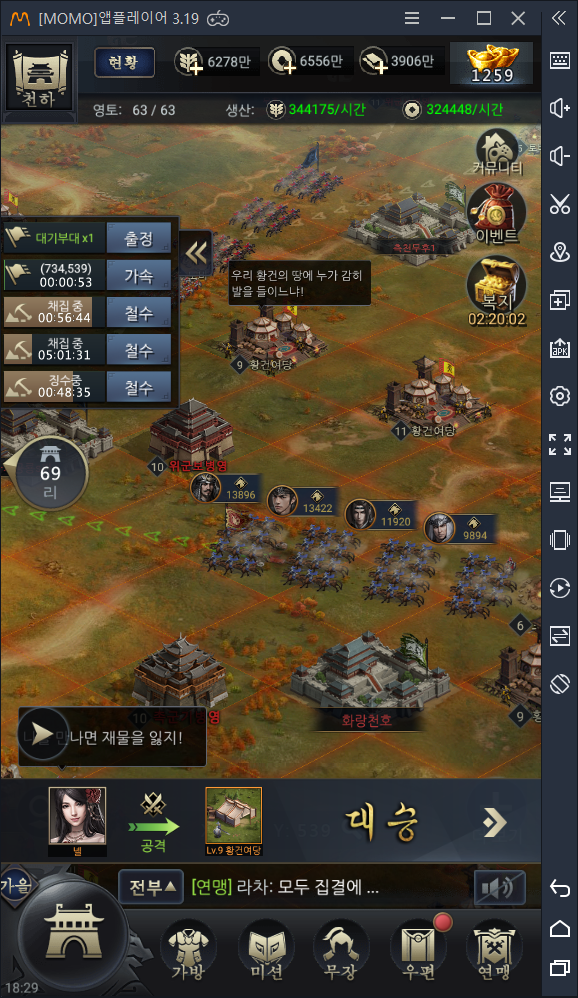 [MOMO]앱플레이어 3.19
천하
현황
6278만
6556만
3906만
1259
영토: 63 / 63
생산:
344175/시간
324448/시간
커뮤니티
대기부대 x1
출정
이벤트
(734,539)
00:00:53
가속
우리 황건의 땅에 누가 감히
발을 들이느냐!
복지
02:20:02
채집 중
00:56:44
철수
채집 중
05:01:31
철수
징수중
00:48:35
철수
9 황건여당
11 황건여당
10
69
리
13896
13422
11920
9894
6
화랑천호
10
9
만나면 재물을 잃지!
공격
넬
Lv.9 황건여당
대승
가을
전부
[연맹] 라차: 모두 집결에 ...
가방
미션
무장
우편
연맹
18:29
APK